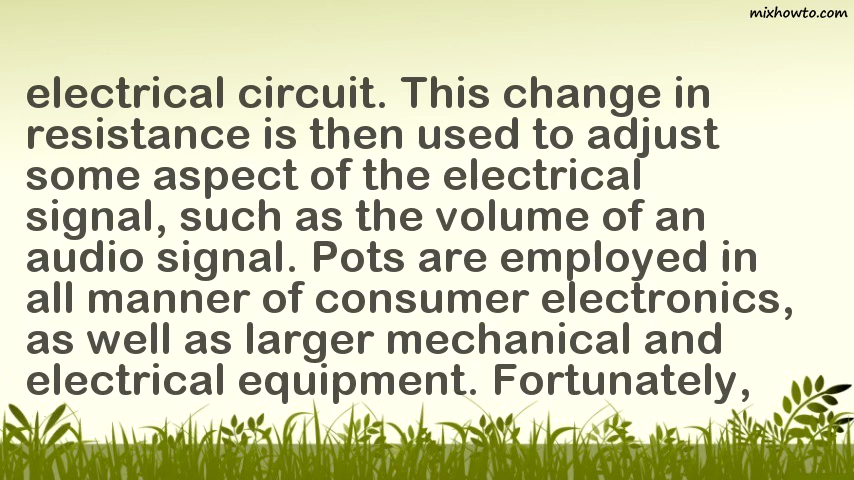 mixhowto.com
electrical circuit. This change in
resistance is then used to adjust
some aspect of the electrical
signal, such as the volume of an
audio signal. Pots are employed in
all manner of consumer electronics,
as well as larger mechanical and
electrical equipment. Fortunately,